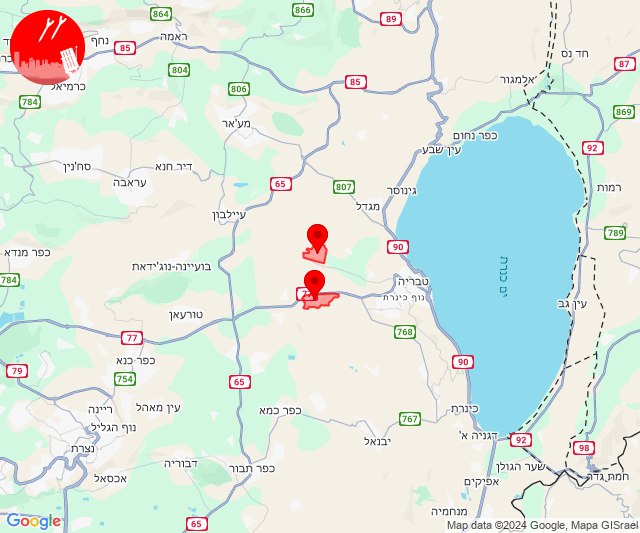 866
864
89
נחף
ראמה
חד נס
85
87
כרמיאל
804
85
אלמגור
784
806
869
מע'אר
כפר נחום
92
עין שבע
סח'נין
דיר חנא
עראבה
65
807
גינוסר
רמות
מגדל
עיילבון
789
90
כפר מנדא
בועיינה-נוג'ידאת
ים כנרת
784
טבריה
נוף כינרת
עין גב
טורעאן
77
768
כפר כנא
79
754
90
65
ריינה
עין מאהל
כפר כמא
כינרת
767
נוף הגליל
דגניה א'
92
נצרת
יבנאל
98
דבוריה
כפר תבור
שער הגולן
אכסאל
אפיקים
חמת גדר
מנחמיה
65
Google
Map data ©2024 Google, Mapa GISrael